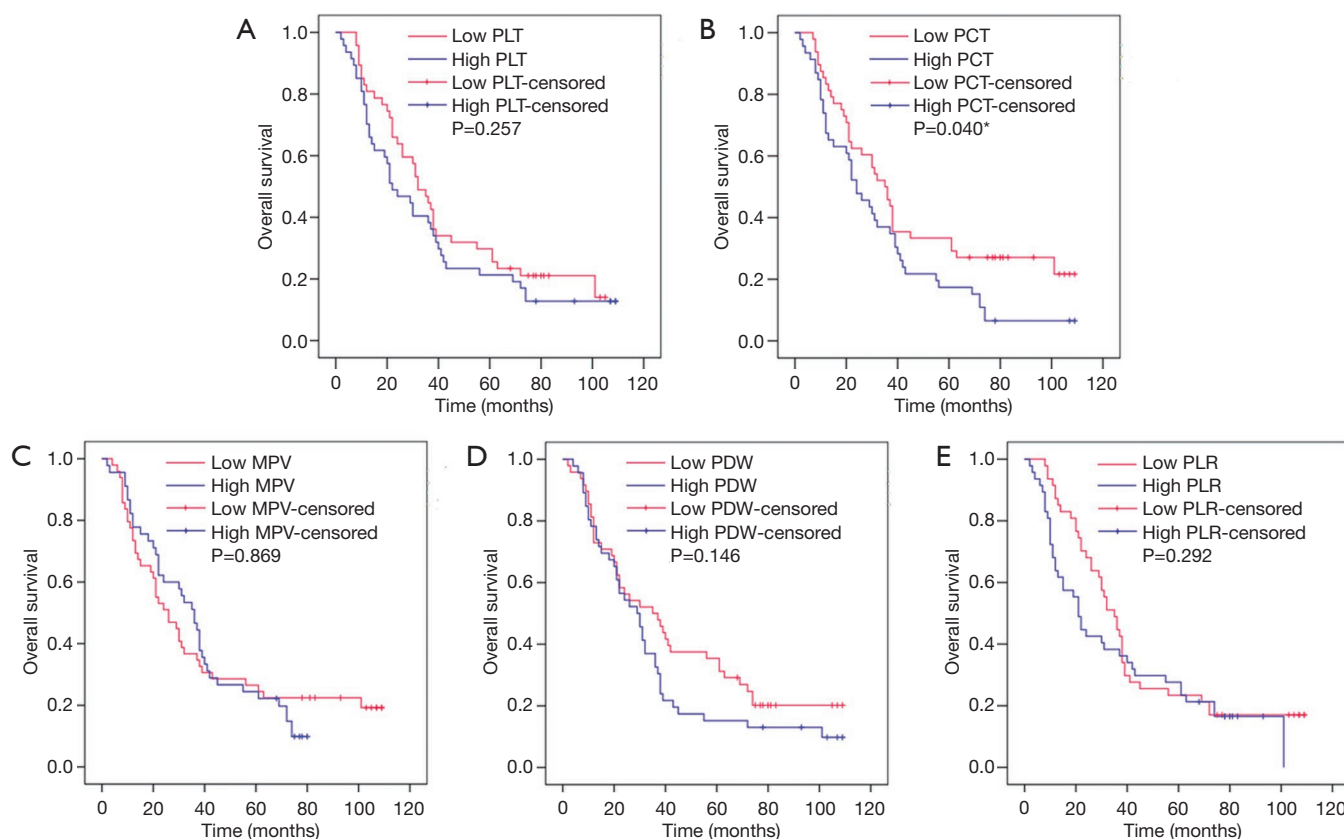 A
Low PLT
High PLT
Low PLT-censored
High PLT-censored
P=0.257
Overall survival
1.0
0.8
0.6
0.4
0.2
0.0
0 20 40 60 80 100 120
Time (months)
B
Low PCT
High PCT
Low PCT-censored
High PCT-censored
P=0.040*
Overall survival
1.0
0.8
0.6
0.4
0.2
0.0
0 20 40 60 80 100 120
Time (months)
C
Low MPV
High MPV
Low MPV-censored
High MPV-censored
P=0.869
Overall survival
1.0
0.8
0.6
0.4
0.2
0.0
0 20 40 60 80 100 120
Time (months)
D
Low PDW
High PDW
Low PDW-censored
High PDW-censored
P=0.146
Overall survival
1.0
0.8
0.6
0.4
0.2
0.0
0 20 40 60 80 100 120
Time (months)
E
Low PLR
High PLR
Low PLR-censored
High PLR-censored
P=0.292
Overall survival
1.0
0.8
0.6
0.4
0.2
0.0
0 20 40 60 80 100 120
Time (months)